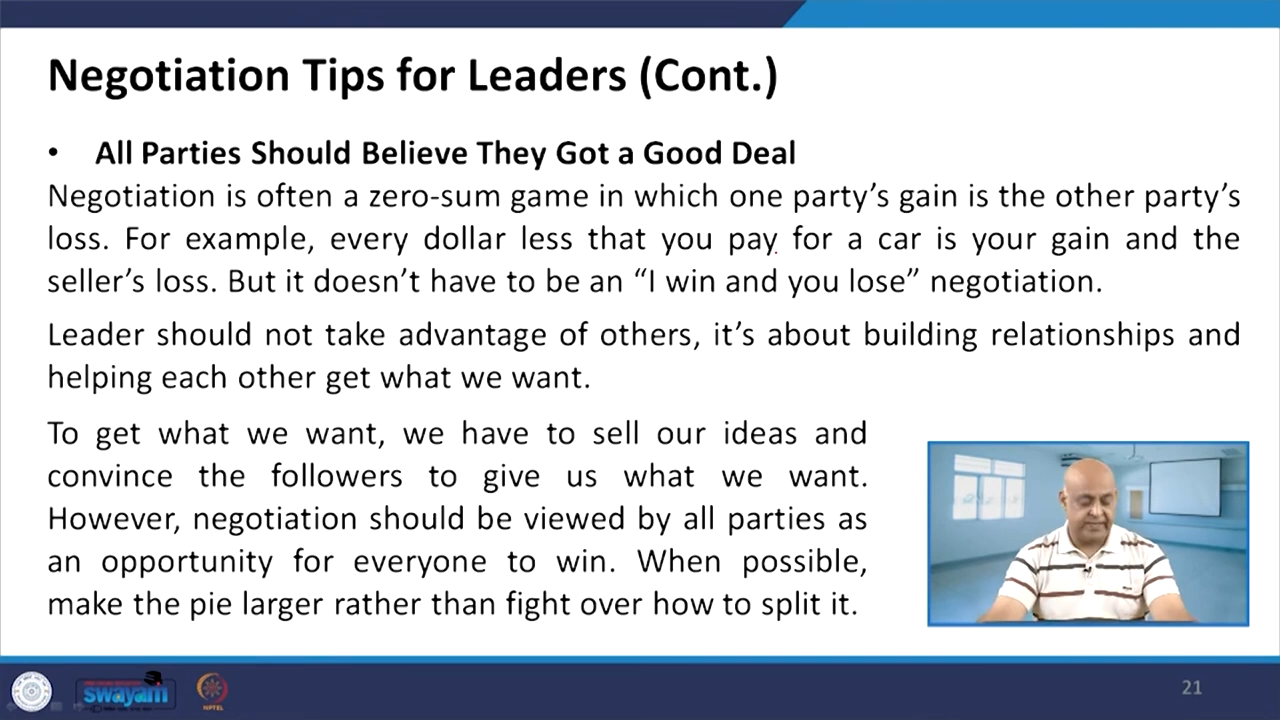 Negotiation Tips for Leaders (Cont.)
• All Parties Should Believe They Got a Good Deal
Negotiation is often a zero-sum game in which one party’s gain is the other party’s
loss. For example, every dollar less that you pay for a car is your gain and the
seller’s loss. But it doesn’t have to be an “I win and you lose” negotiation.
Leader should not take advantage of others, it’s about building relationships and
helping each other get what we want.
To get what we want, we have to sell our ideas and
convince the followers to give us what we want.
However, negotiation should be viewed by all parties as
an opportunity for everyone to win. When possible,
make the pie larger rather than fight over how to split it.
swayam
NPTEL
21